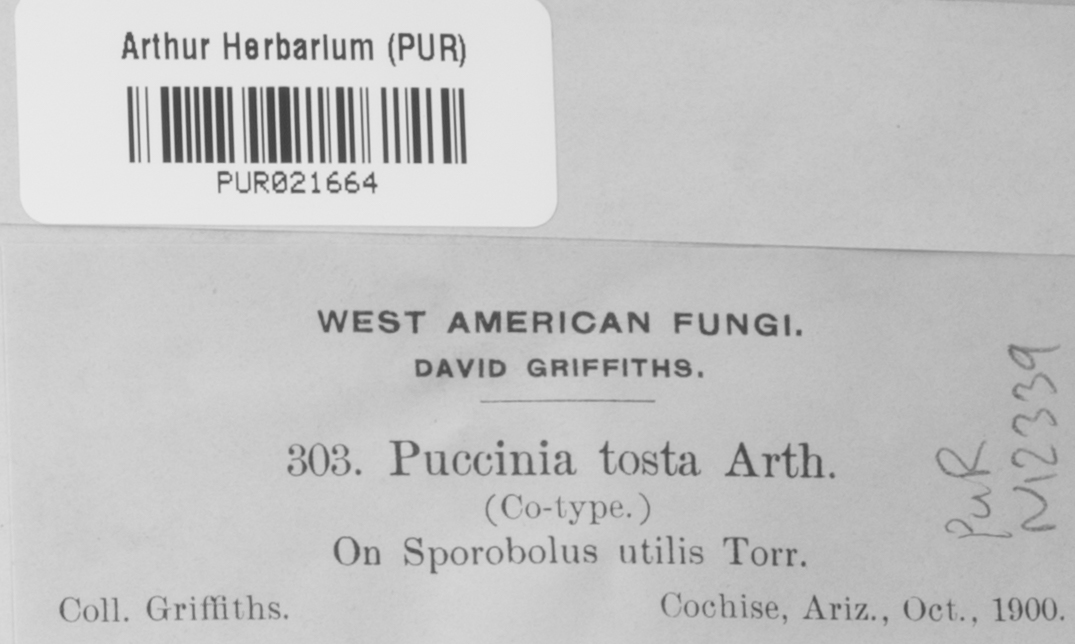 Arthur Herbarium (PUR)
PUR021664
WEST AMERICAN FUNGI.
DAVID GRIFFITHS.
303. Puccinia tosta Arth.
(Co-type.)
On Sporobolus utilis Torr.
Coll. Griffiths.
Cochise, Ariz., Oct., 1900.
PUR
N12339